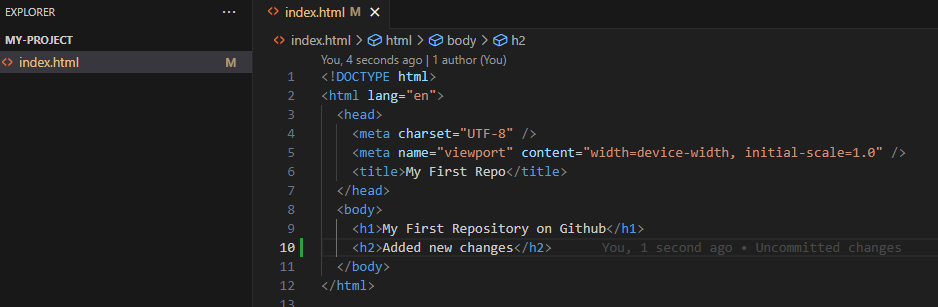 EXPLORER ···
MY-PROJECT
index.html M
index.html M ×
index.html > html > body > h2
You, 4 seconds ago | 1 author (You)
1 <!DOCTYPE html>
2 <html lang="en">
3 <head>
4 <meta charset="UTF-8" />
5 <meta name="viewport" content="width=device-width, initial-scale=1.0" />
6 <title>My First Repo</title>
7 </head>
8 <body>
9 <h1>My First Repository on Github</h1>
10 <h2>Added new changes</h2> You, 1 second ago • Uncommitted changes
11 </body>
12 </html>
13